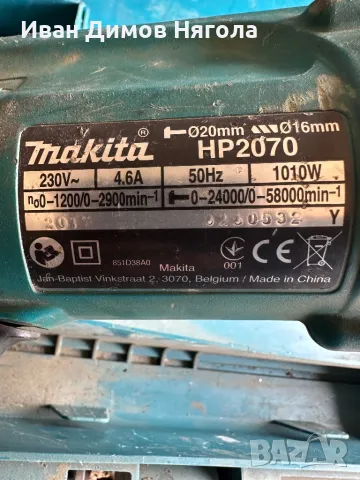 Иван Димов Нягола
makita® Ø20mm Ø16mm
HP2070
230V~ 4.6A 50Hz 1010W
n₀0-1200/0-2900min⁻¹ 0-24000/0-58000min⁻¹
Y
851D38A0 Makita 001
Jan-Baptist Vinkstraat 2, 3070, Belgium / Made in China
BAZAR